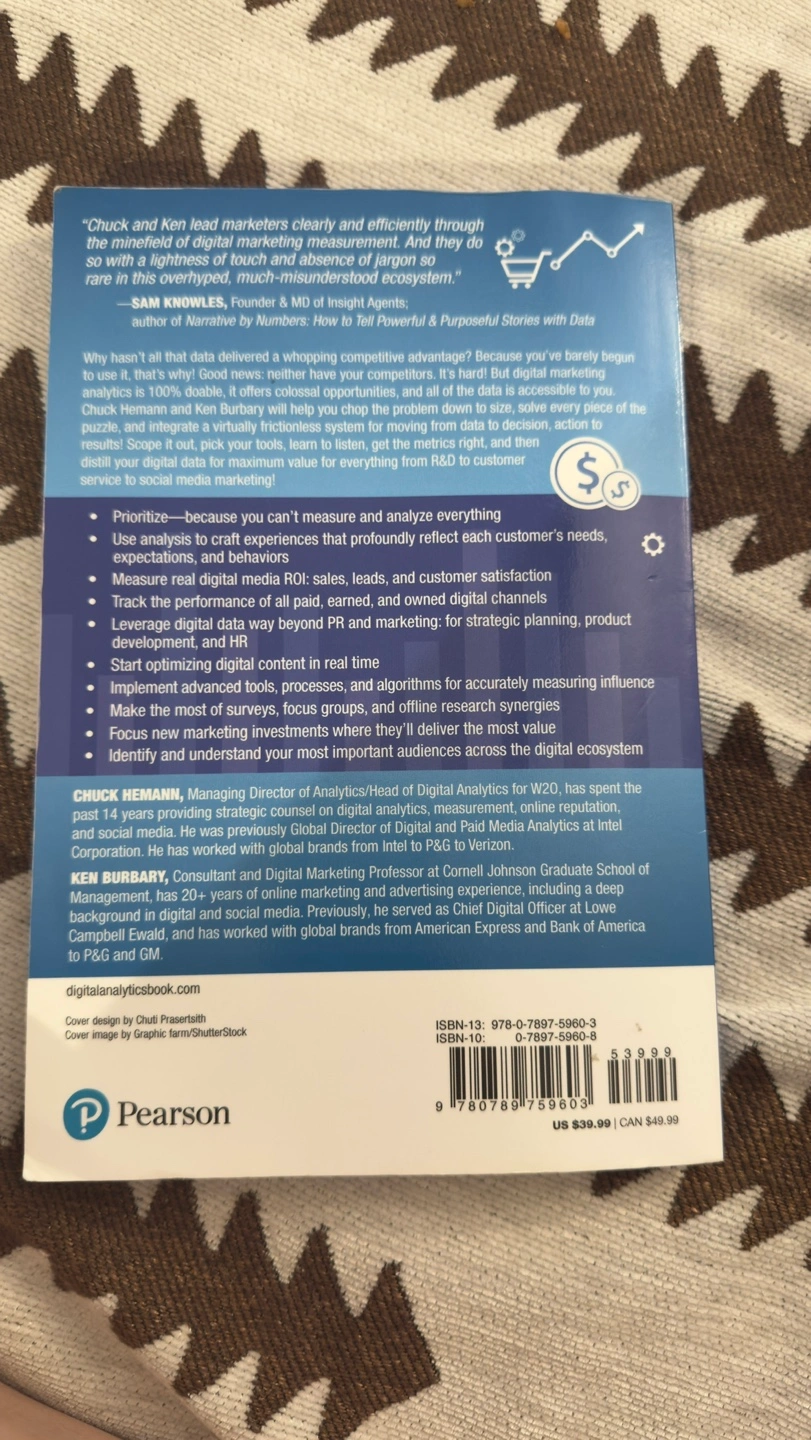 "Chuck and Ken lead marketers clearly and efficiently through
the minefield of digital marketing measurement. And they do
so with a lightness of touch and absence of jargon so
rare in this overhyped, much-misunderstood ecosystem."
—SAM KNOWLES, Founder & MD of Insight Agents;
author of Narrative by Numbers: How to Tell Powerful & Purposeful Stories with Data
Why hasn't all that data delivered a whopping competitive advantage? Because you've barely begun
to use it, that's why! Good news: neither have your competitors. It's hard! But digital marketing
analytics is 100% doable, it offers colossal opportunities, and all of the data is accessible to you.
Chuck Hemann and Ken Burbary will help you chop the problem down to size, solve every piece of the
puzzle, and integrate a virtually frictionless system for moving from data to decision, action to
results! Scope it out, pick your tools, learn to listen, get the metrics right, and then
distill your digital data for maximum value for everything from R&D to customer
service to social media marketing!
$
$
• Prioritize—because you can't measure and analyze everything
• Use analysis to craft experiences that profoundly reflect each customer's needs,
expectations, and behaviors
• Measure real digital media ROI: sales, leads, and customer satisfaction
• Track the performance of all paid, earned, and owned digital channels
• Leverage digital data way beyond PR and marketing: for strategic planning, product
development, and HR
• Start optimizing digital content in real time
• Implement advanced tools, processes, and algorithms for accurately measuring influence
• Make the most of surveys, focus groups, and offline research synergies
• Focus new marketing investments where they'll deliver the most value
• Identify and understand your most important audiences across the digital ecosystem
CHUCK HEMANN, Managing Director of Analytics/Head of Digital Analytics for W2O, has spent the
past 14 years providing strategic counsel on digital analytics, measurement, online reputation,
and social media. He was previously Global Director of Digital and Paid Media Analytics at Intel
Corporation. He has worked with global brands from Intel to P&G to Verizon.
KEN BURBARY, Consultant and Digital Marketing Professor at Cornell Johnson Graduate School of
Management, has 20+ years of online marketing and advertising experience, including a deep
background in digital and social media. Previously, he served as Chief Digital Officer at Lowe
Campbell Ewald, and has worked with global brands from American Express and Bank of America
to P&G and GM.
digitalanalyticsbook.com
Cover design by Chuti Prasertsith
Cover image by Graphic farm/ShutterStock
ISBN-13: 978-0-7897-5960-3
ISBN-10: 0-7897-5960-8
5 3 9 9 9
9 780789 759603
US $39.99 | CAN $49.99
P Pearson